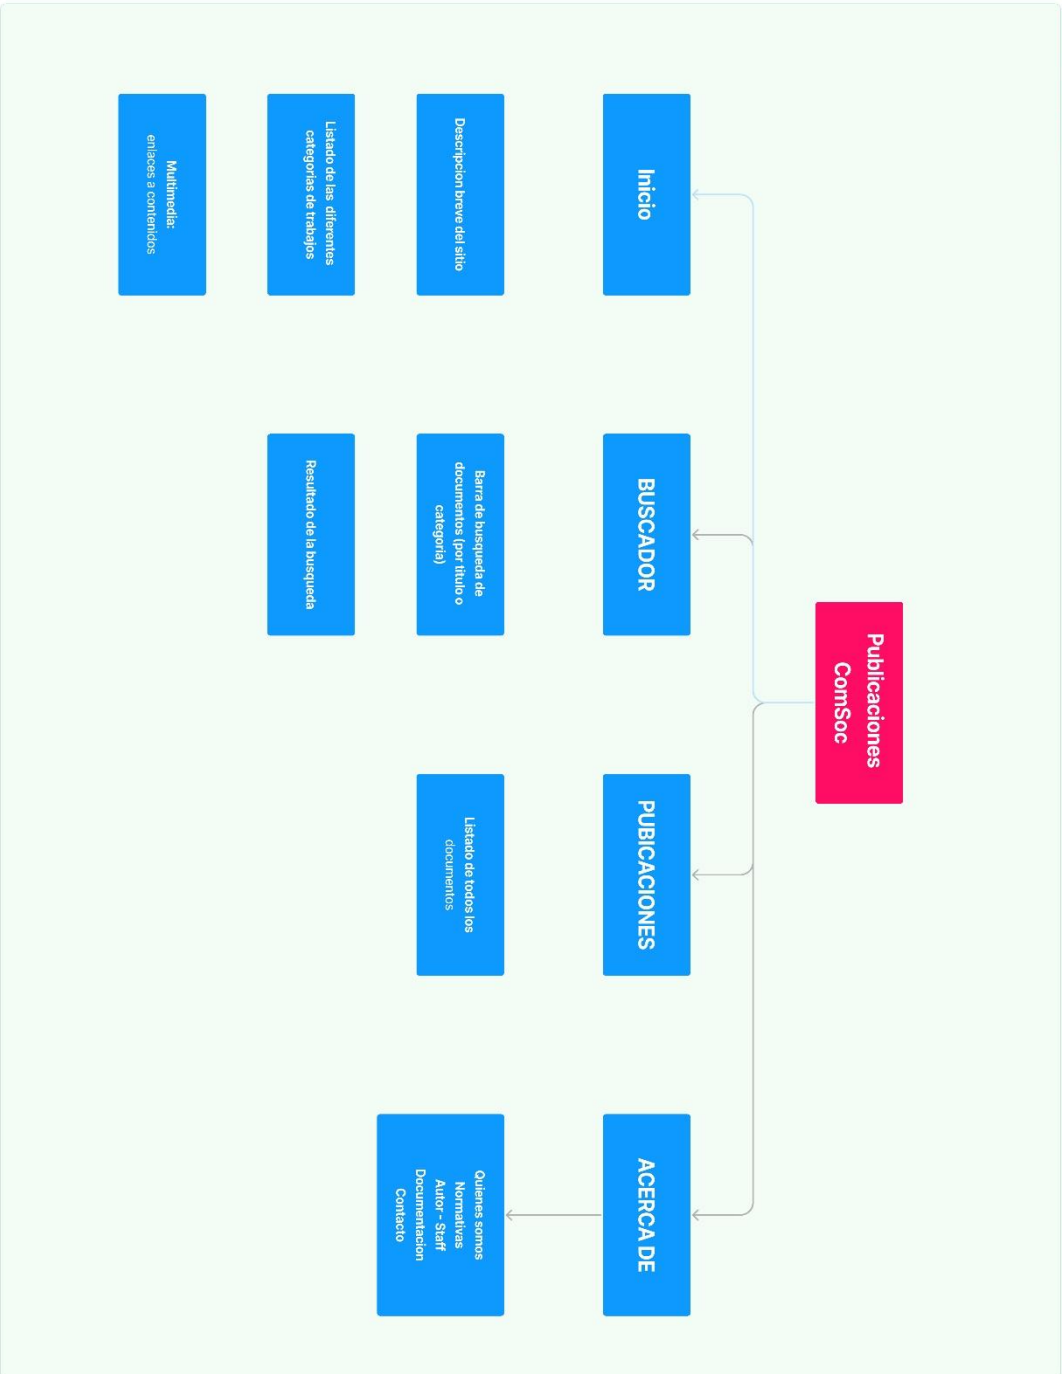 Publicaciones
ComSoc
Inicio
BUSCADOR
PUBICACIONES
ACERCA DE
Descripcion breve del sitio
Barra de busqueda de
documentos (por titulo o
categoria)
Listado de todos los
documentos
Quienes somos
Normativas
Autor - Staff
Documentacion
Contacto
Listado de las diferentes
categorias de trabajos
Resultado de la busqueda
Multimedia:
enlaces a contenidos